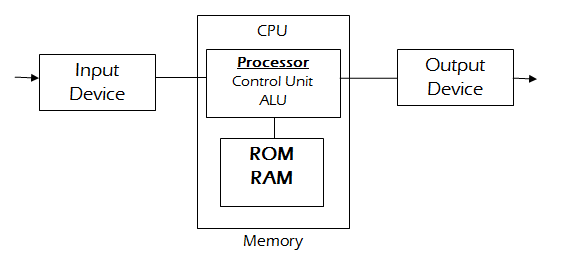 CPU
Input
Device
Processor
Control Unit
ALU
Output
Device
ROM
RAM
Memory